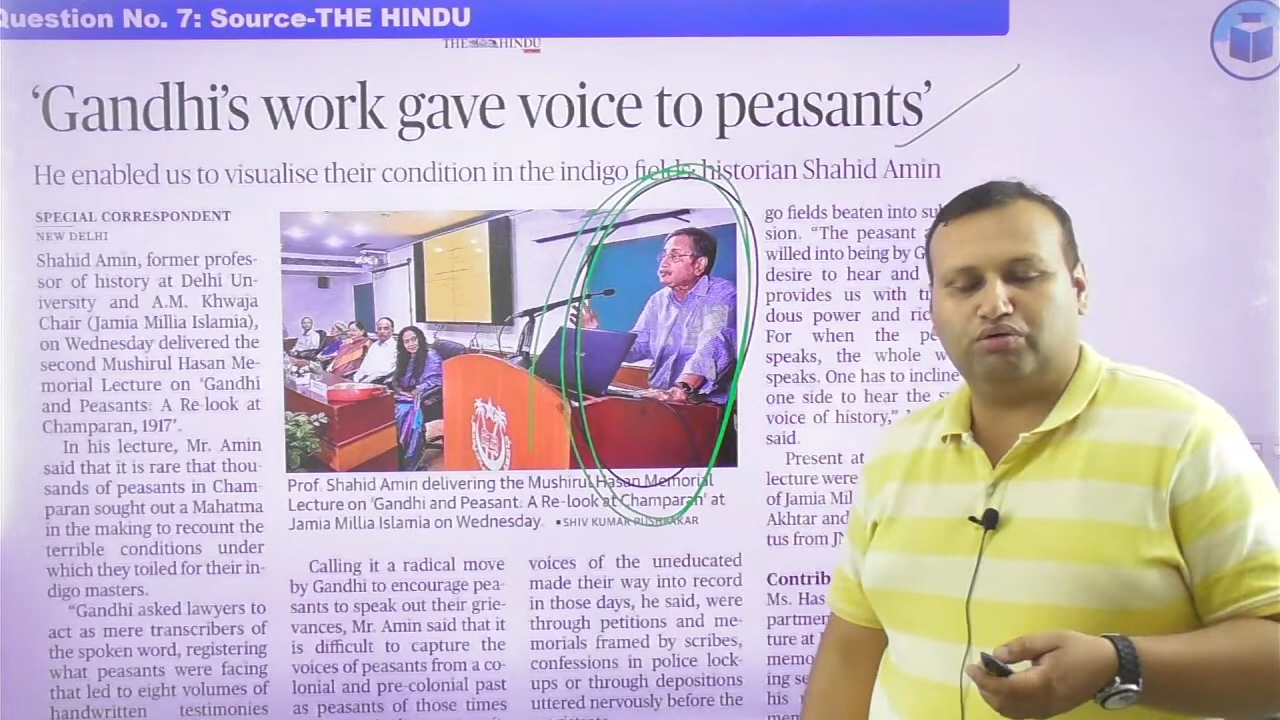 Question No. 7: Source-THE HINDU
THE HINDU
‘Gandhi’s work gave voice to peasants’
He enabled us to visualise their condition in the indigo fields: historian Shahid Amin
SPECIAL CORRESPONDENT
NEW DELHI
Shahid Amin, former profes-
sor of history at Delhi Un-
iversity and A.M. Khwaja
Chair (Jamia Millia Islamia),
on Wednesday delivered the
second Mushirul Hasan Me-
morial Lecture on ‘Gandhi
and Peasants: A Re-look at
Champaran, 1917’.
In his lecture, Mr. Amin
said that it is rare that thou-
sands of peasants in Cham-
paran sought out a Mahatma
in the making to recount the
terrible conditions under
which they toiled for their in-
digo masters.
“Gandhi asked lawyers to
act as mere transcribers of
the spoken word, registering
what peasants were facing
that led to eight volumes of
handwritten testimonies
Prof. Shahid Amin delivering the Mushirul Hasan Memorial
Lecture on ‘Gandhi and Peasant: A Re-look at Champaran’ at
Jamia Millia Islamia on Wednesday. ■ SHIV KUMAR PUSHPAKAR
Calling it a radical move
by Gandhi to encourage pea-
sants to speak out their grie-
vances, Mr. Amin said that it
is difficult to capture the
voices of peasants from a co-
lonial and pre-colonial past
as peasants of those times
voices of the uneducated
made their way into record
in those days, he said, were
through petitions and me-
morials framed by scribes,
confessions in police lock-
ups or through depositions
uttered nervously before the
go fields beaten into
sion. “The peasant
willed into being by
desire to hear and
provides us with
dous power and
For when the
speaks, the whole
speaks. One has to incline
one side to hear the
voice of history,”
said.
Present at
lecture were
of Jamia Mil
Akhtar and
tus from
Contrib
Ms. Has
partmen
ture at
memo
ing se
his